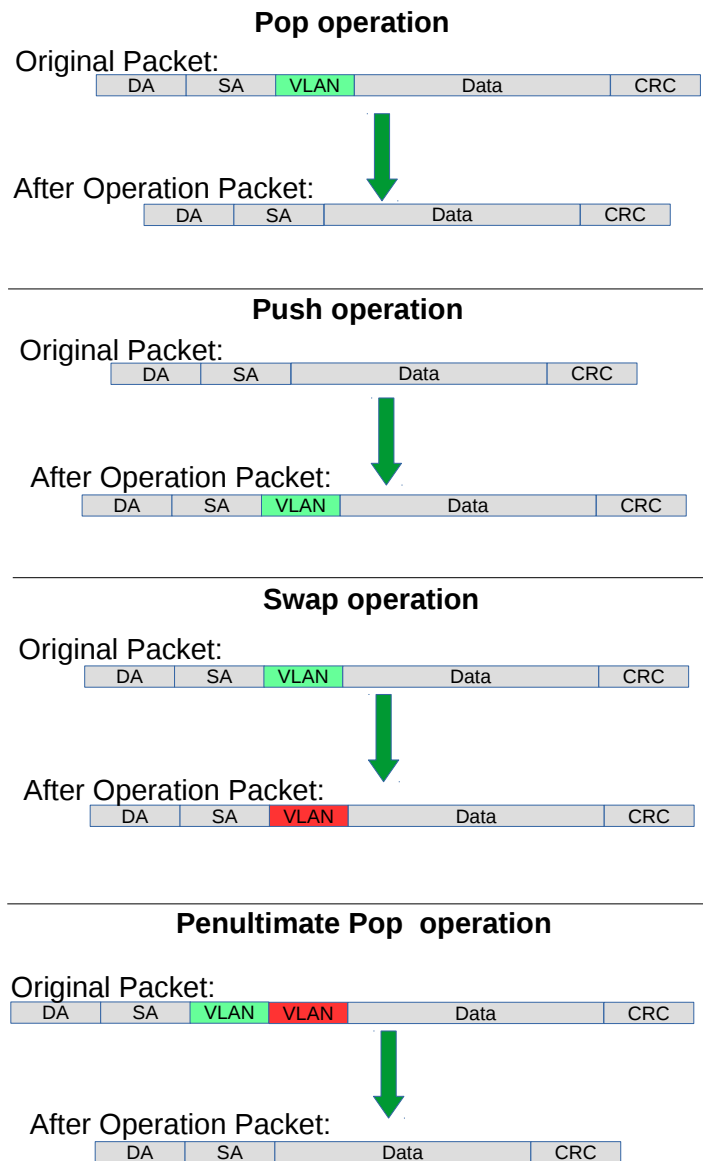 Pop operation
Original Packet:
DA SA VLAN Data CRC
After Operation Packet:
DA SA Data CRC
Push operation
Original Packet:
DA SA Data CRC
After Operation Packet:
DA SA VLAN Data CRC
Swap operation
Original Packet:
DA SA VLAN Data CRC
After Operation Packet:
DA SA VLAN Data CRC
Penultimate Pop operation
Original Packet:
DA SA VLAN VLAN Data CRC
After Operation Packet:
DA SA Data CRC